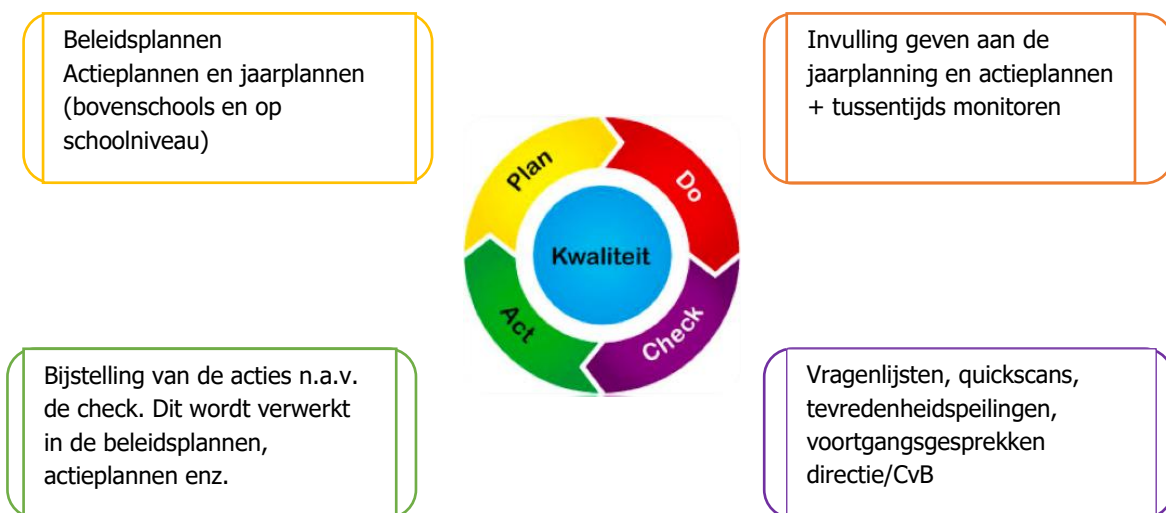 Beleidsplannen
Actieplannen en jaarplannen
(bovenschools en op
schoolniveau)
Invulling geven aan de
jaarplanning en actieplannen
+ tussentijds monitoren
Plan
Do
Kwaliteit
Act
Check
Bijstelling van de acties n.a.v.
de check. Dit wordt verwerkt
in de beleidsplannen,
actieplannen enz.
Vragenlijsten, quickscans,
tevredenheidspeilingen,
voortgangsgesprekken
directie/CvB